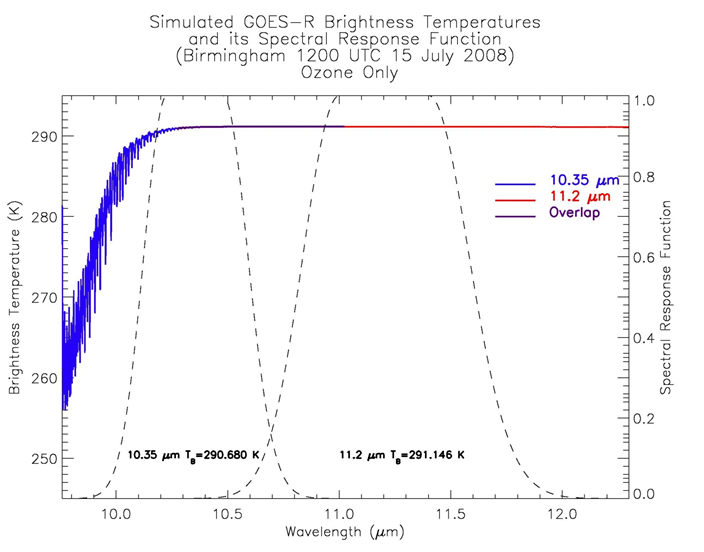 Simulated GOES-R Brightness Temperatures
and its Spectral Response Function
(Birmingham 1200 UTC 15 July 2008)
Ozone Only
290
280
270
260
250
Brightness Temperature (K)
1.0
0.8
0.6
0.4
0.2
0.0
Spectral Response Function
10.35 μm
11.2 μm
Overlap
10.35 μm TB=290.680 K
11.2 μm TB=291.146 K
10.0 10.5 11.0 11.5 12.0
Wavelength (μm)